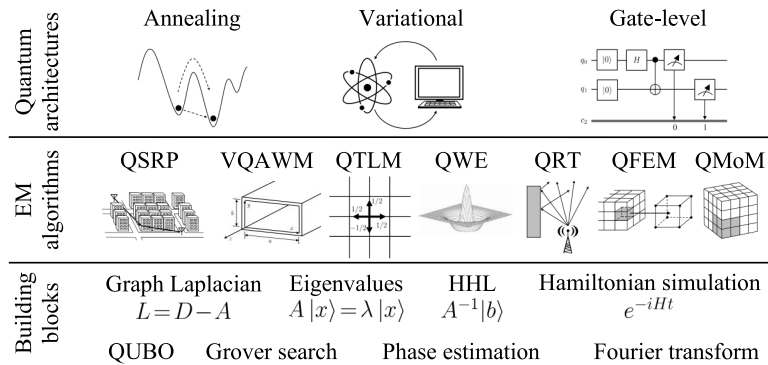 Quantum
architectures
Annealing
Variational
Gate-level
q₀ |0⟩ H
q₁ |0⟩
c₂ 0 1
EM
algorithms
QSRP
VQAWM
QTLM
QWE
QRT
QFEM
QMoM
b y x z a
1/2 1/2
−1/2 1/2
Building
blocks
Graph Laplacian
L = D − A
Eigenvalues
A |x⟩ = λ |x⟩
HHL
A⁻¹|b⟩
Hamiltonian simulation
e^{−iHt}
QUBO
Grover search
Phase estimation
Fourier transform